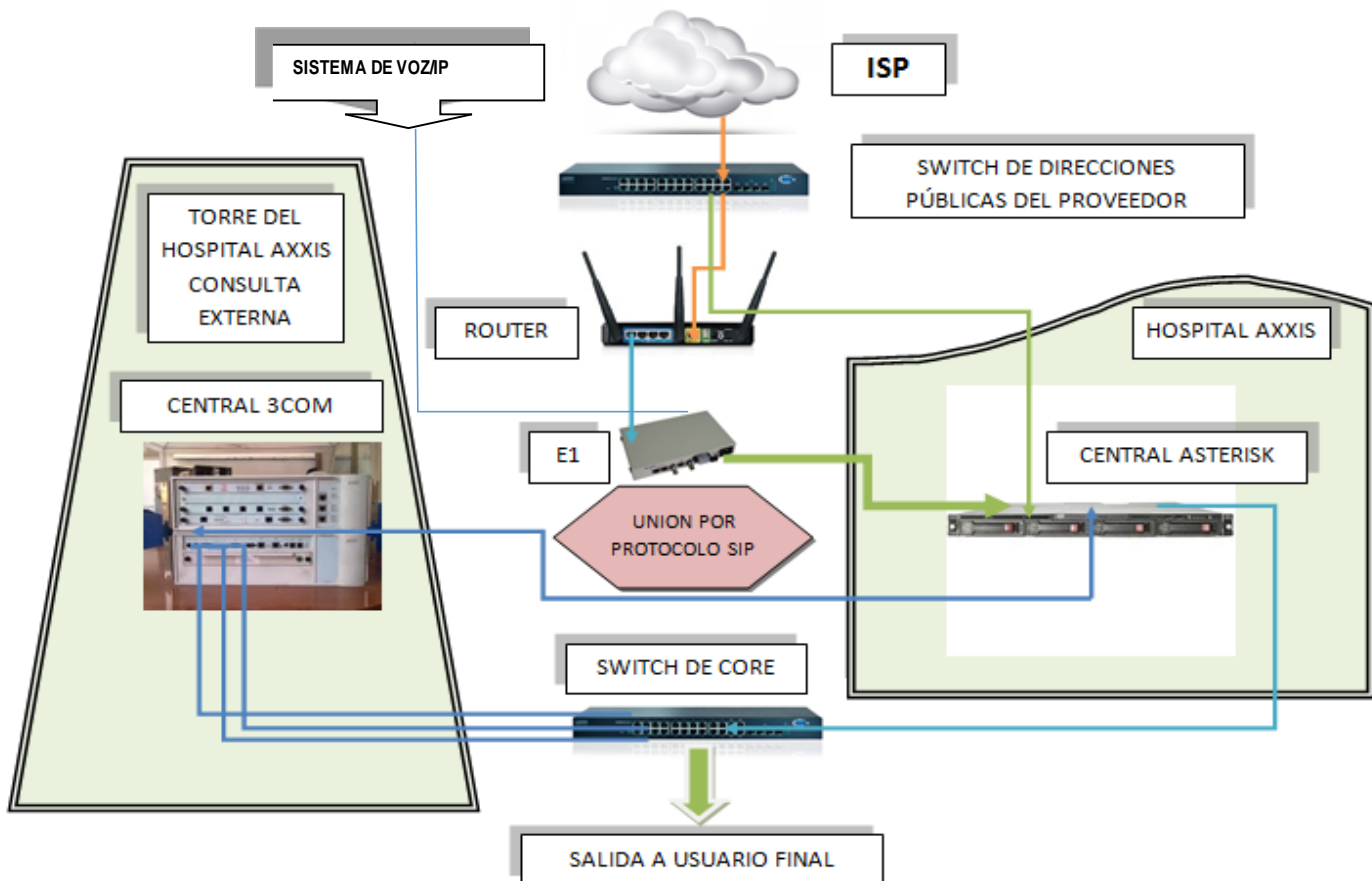 SISTEMA DE VOZ/IP
ISP
SWITCH DE DIRECCIONES
PÚBLICAS DEL PROVEEDOR
TORRE DEL
HOSPITAL AXXIS
CONSULTA
EXTERNA
ROUTER
HOSPITAL AXXIS
CENTRAL 3COM
E1
CENTRAL ASTERISK
UNION POR
PROTOCOLO SIP
SWITCH DE CORE
SALIDA A USUARIO FINAL